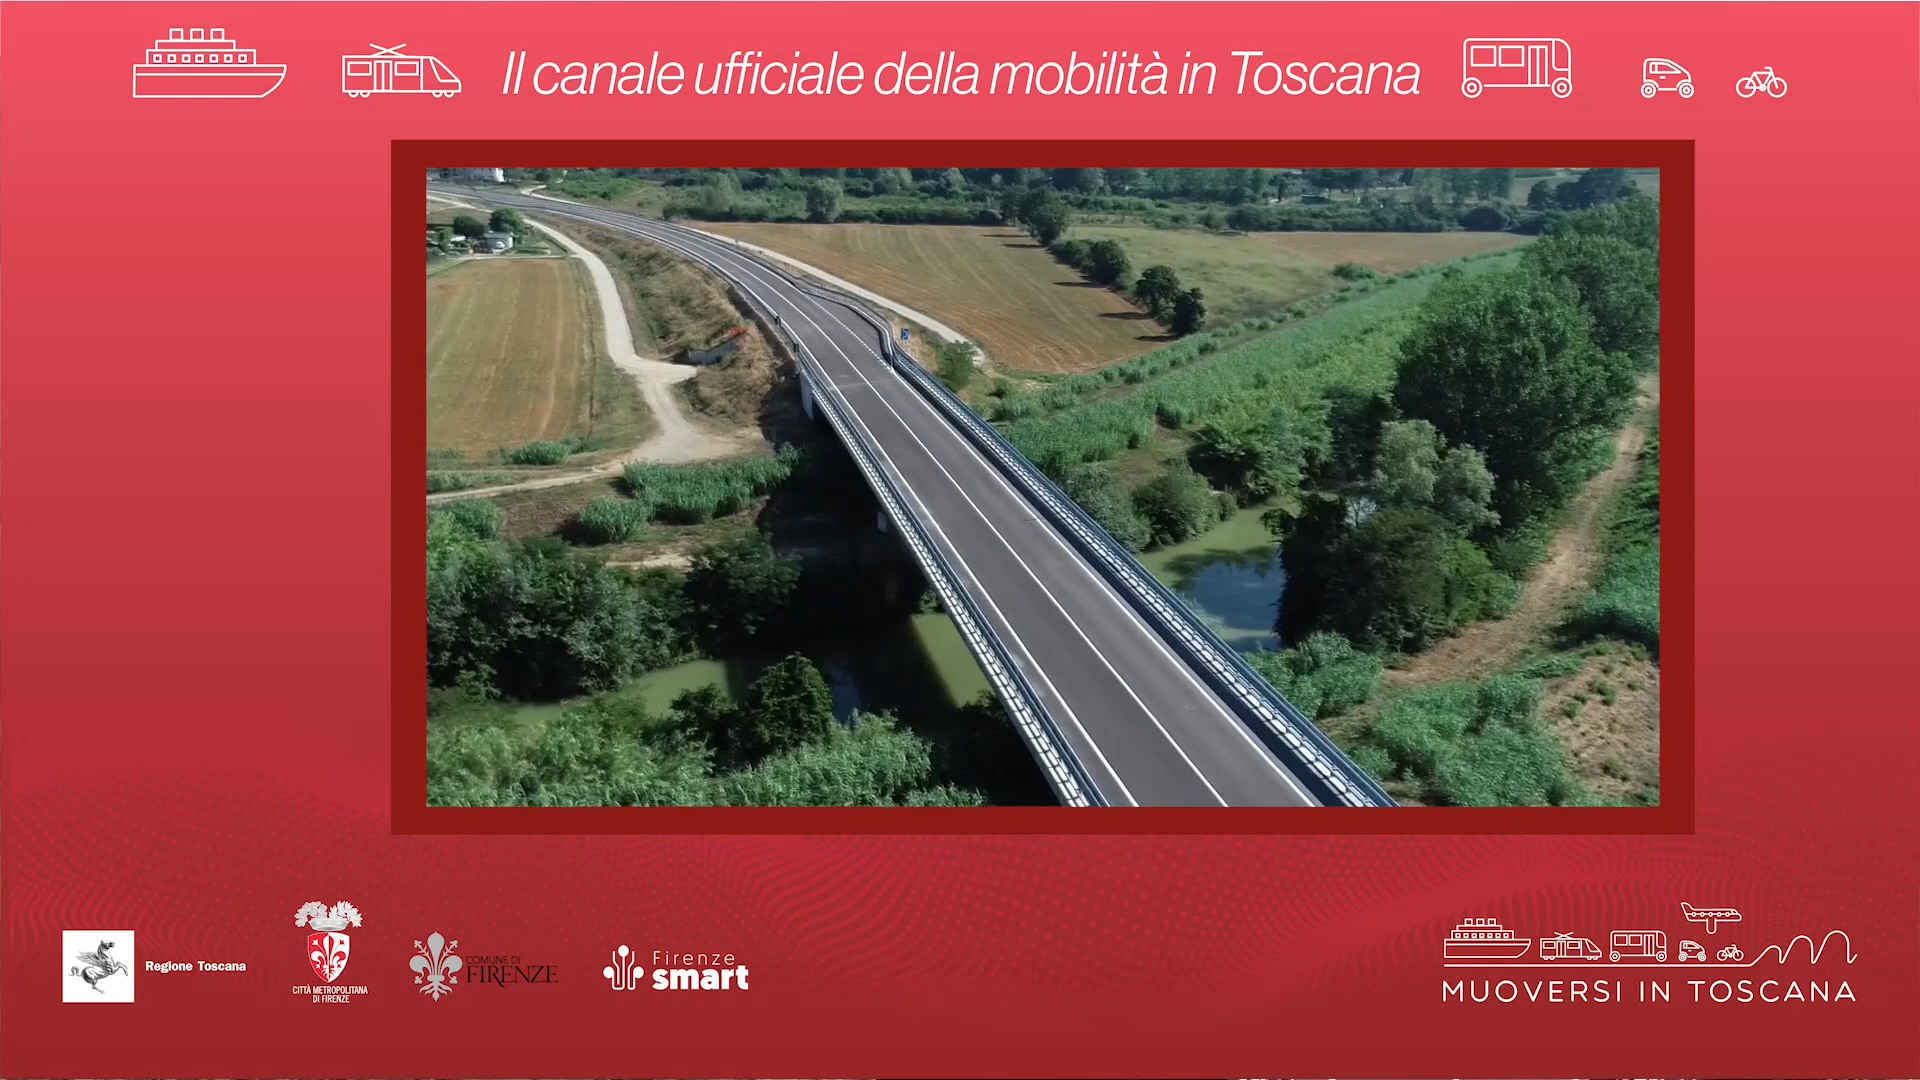 Il canale ufficiale della mobilità in Toscana
Regione Toscana
CITTÀ METROPOLITANA
DI FIRENZE
COMUNE DI
FIRENZE
Firenze
smart
MUOVERSI IN TOSCANA